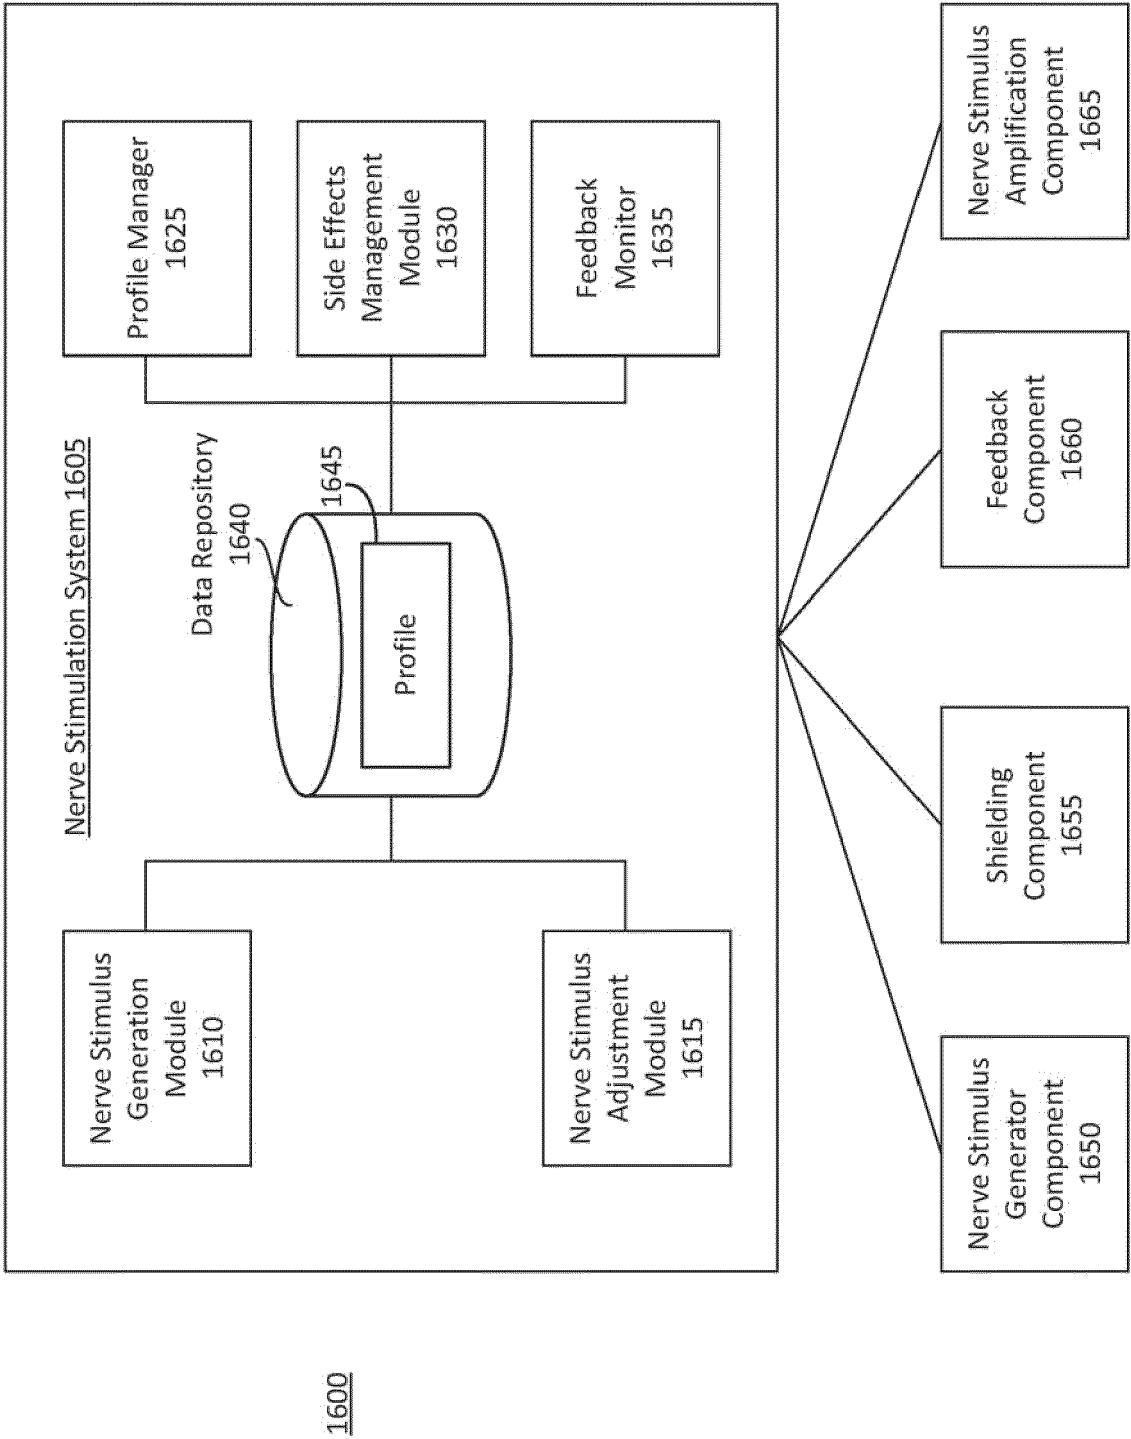 1600
Nerve Stimulation System 1605
Nerve Stimulus
Generation
Module
1610
Data Repository
1640
1645
Profile
Profile Manager
1625
Side Effects
Management
Module
1630
Nerve Stimulus
Adjustment
Module
1615
Feedback
Monitor
1635
Nerve Stimulus
Generator
Component
1650
Shielding
Component
1655
Feedback
Component
1660
Nerve Stimulus
Amplification
Component
1665